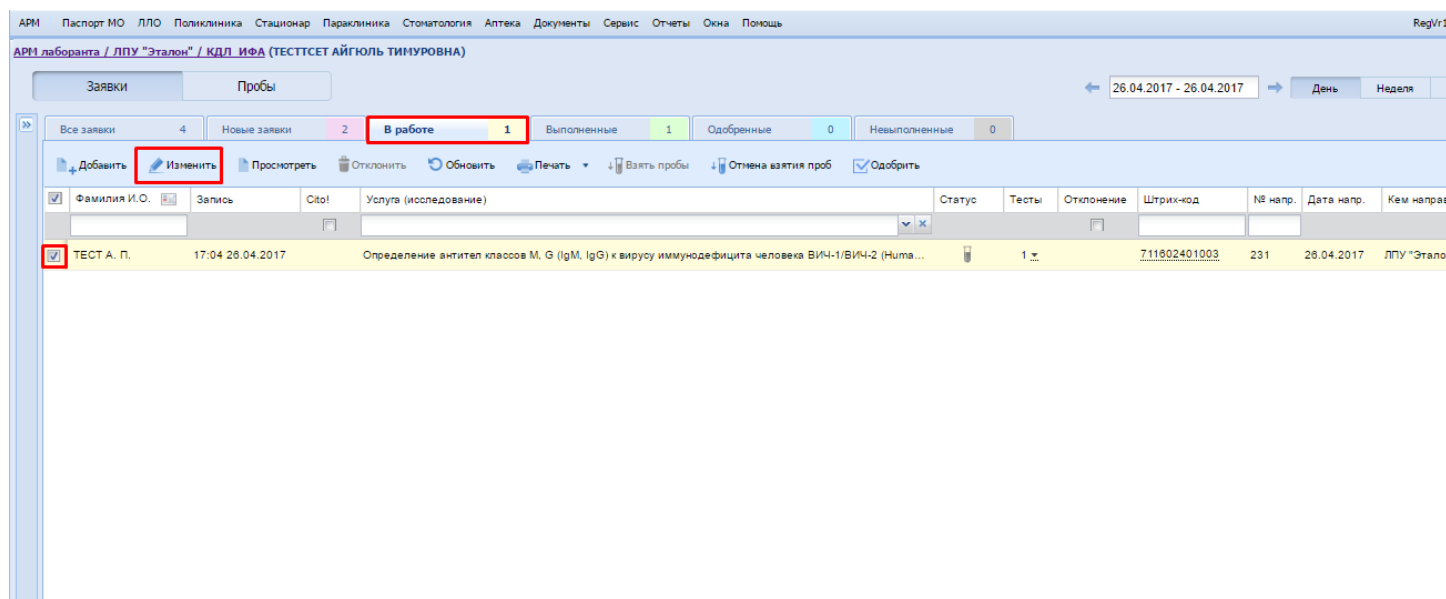 АРМ Паспорт МО ЛЛО Поликлиника Стационар Параклиника Стоматология Аптека Документы Сервис Отчеты Окна Помощь RegVr1
АРМ лаборанта / ЛПУ "Эталон" / КДЛ_ИФА (ТЕСТТСЕТ АЙГЮЛЬ ТИМУРОВНА)
Заявки Пробы 26.04.2017 - 26.04.2017 День Неделя
Все заявки 4 Новые заявки 2 В работе 1 Выполненные 1 Одобренные 0 Невыполненные 0
Добавить Изменить Просмотреть Отклонить Обновить Печать Взять пробы Отмена взятия проб Одобрить
Фамилия И.О. Запись Cito! Услуга (исследование) Статус Тесты Отклонение Штрих-код № напр. Дата напр. Кем направ
ТЕСТ А. П. 17:04 26.04.2017 Определение антител классов M, G (IgM, IgG) к вирусу иммунодефицита человека ВИЧ-1/ВИЧ-2 (Huma... 1 711602401003 231 26.04.2017 ЛПУ "Этало